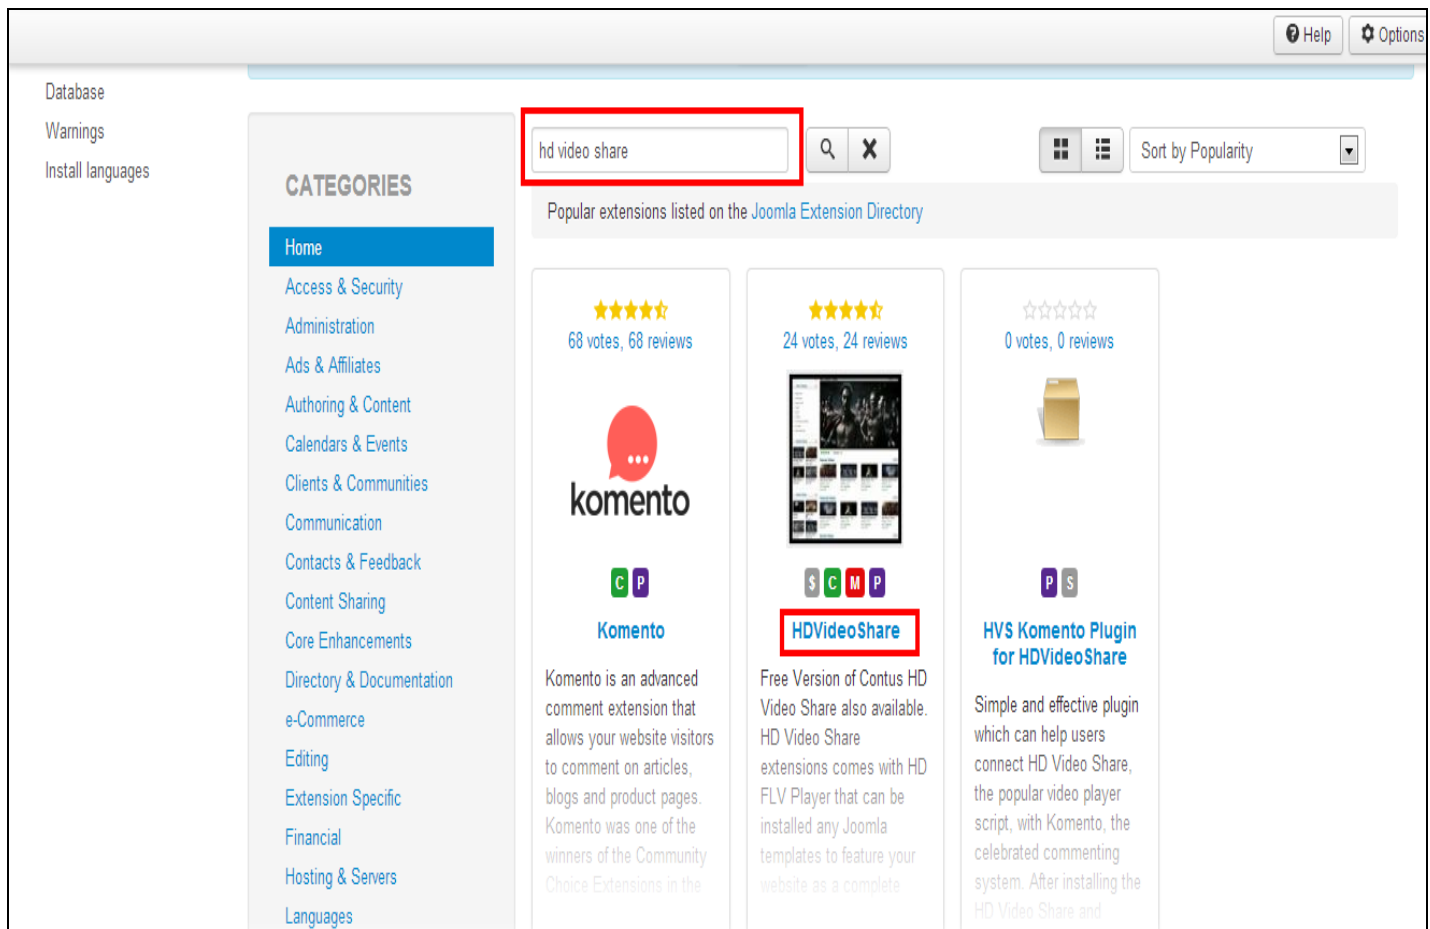 Help
Options
Database
Warnings
Install languages
CATEGORIES
Home
Access & Security
Administration
Ads & Affiliates
Authoring & Content
Calendars & Events
Clients & Communities
Communication
Contacts & Feedback
Content Sharing
Core Enhancements
Directory & Documentation
e-Commerce
Editing
Extension Specific
Financial
Hosting & Servers
Languages
hd video share
Sort by Popularity
Popular extensions listed on the Joomla Extension Directory
68 votes, 68 reviews
komento
C P
Komento
Komento is an advanced
comment extension that
allows your website visitors
to comment on articles,
blogs and product pages.
Komento was one of the
winners of the Community
Choice Extensions in the
24 votes, 24 reviews
$ C M P
HDVideoShare
Free Version of Contus HD
Video Share also available.
HD Video Share
extensions comes with HD
FLV Player that can be
installed any Joomla
templates to feature your
website as a complete
0 votes, 0 reviews
P S
HVS Komento Plugin
for HDVideoShare
Simple and effective plugin
which can help users
connect HD Video Share,
the popular video player
script, with Komento, the
celebrated commenting
system. After installing the
HD Video Share and